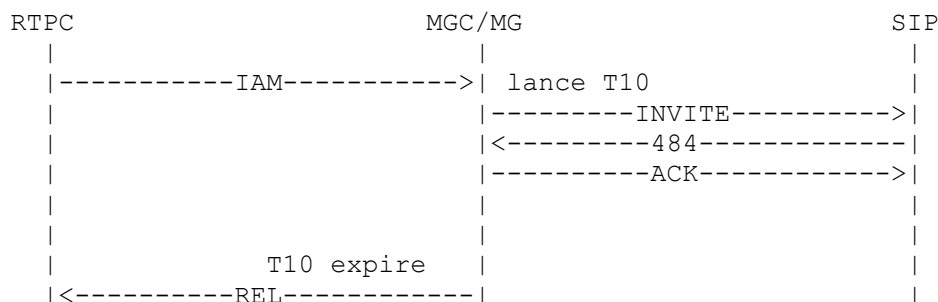 RTPC MGC/MG SIP
IAM lance T10
INVITE
484
ACK
T10 expire
REL